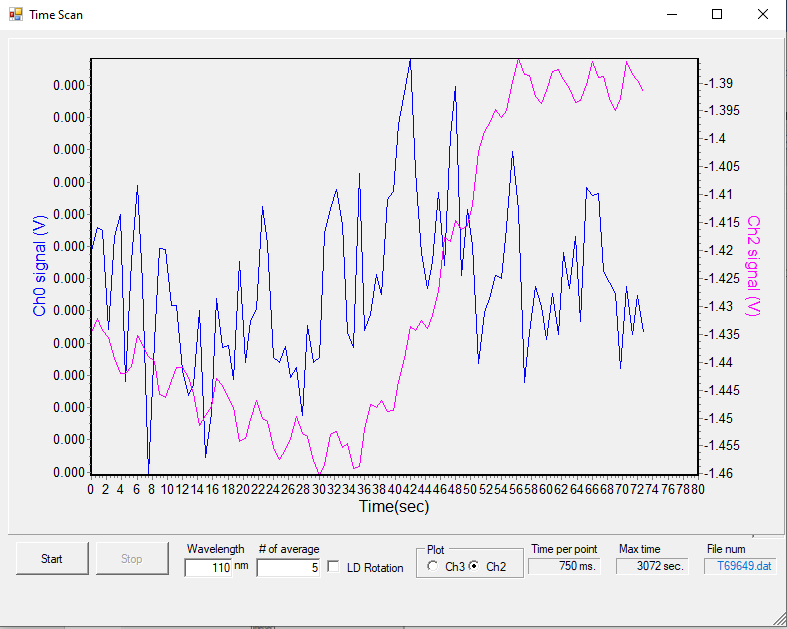 Time Scan
0.000
0.000
0.000
0.000
0.000
0.000
0.000
0.000
0.000
0.000
0.000
0.000
0.000
Ch0 signal (V)
-1.39
-1.395
-1.4
-1.405
-1.41
-1.415
-1.42
-1.425
-1.43
-1.435
-1.44
-1.445
-1.45
-1.455
-1.46
Ch2 signal (V)
0 2 4 6 8 10 12 14 16 18 20 22 24 26 28 30 32 34 36 38 40 42 44 46 48 50 52 54 56 58 60 62 64 66 68 70 72 74 76 78 80
Time(sec)
Start
Stop
Wavelength
110 nm
# of average
5
LD Rotation
Plot
Ch3
Ch2
Time per point
750 ms.
Max time
3072 sec.
File num
T69649.dat